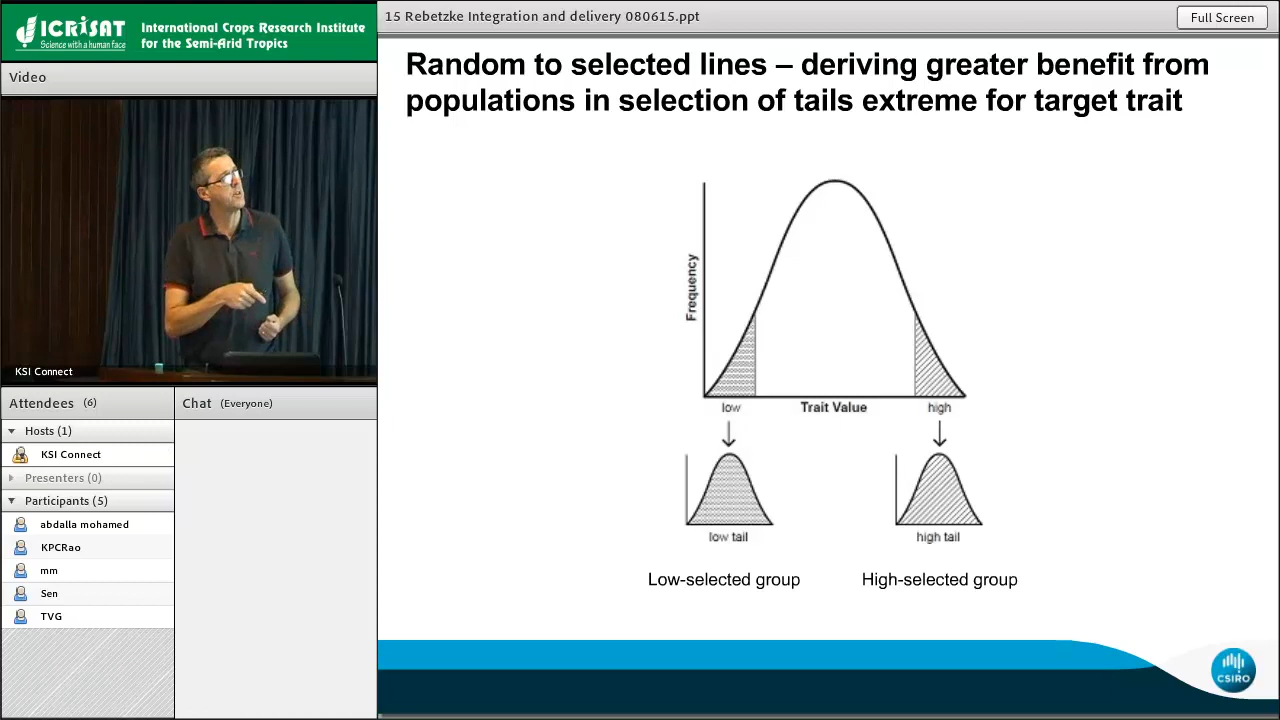 ICRISAT
Science with a human face
International Crops Research Institute
for the Semi-Arid Tropics
15 Rebetzke Integration and delivery 080615.ppt
Full Screen
Video
KSI Connect
Attendees (6)
Hosts (1)
KSI Connect
Presenters (0)
Participants (5)
abdalla mohamed
KPCRao
mm
Sen
TVG
Chat (Everyone)
Random to selected lines – deriving greater benefit from
populations in selection of tails extreme for target trait
Frequency
low
Trait Value
high
low tail
high tail
Low-selected group
High-selected group
CSIRO